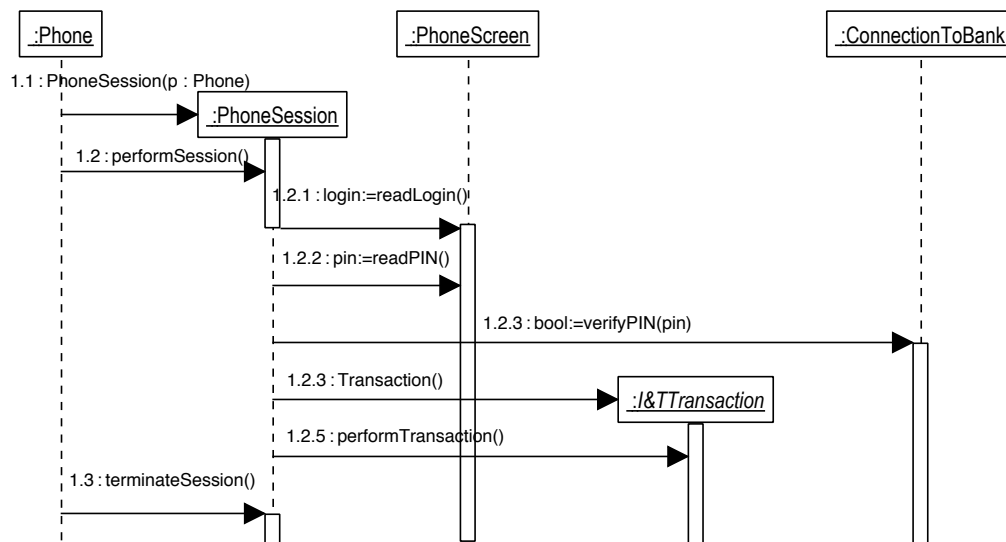 :Phone
:PhoneScreen
:ConnectionToBank
1.1 : PhoneSession(p : Phone)
:PhoneSession
1.2 : performSession()
1.2.1 : login:=readLogin()
1.2.2 : pin:=readPIN()
1.2.3 : bool:=verifyPIN(pin)
1.2.3 : Transaction()
:I&TTransaction
1.2.5 : performTransaction()
1.3 : terminateSession()